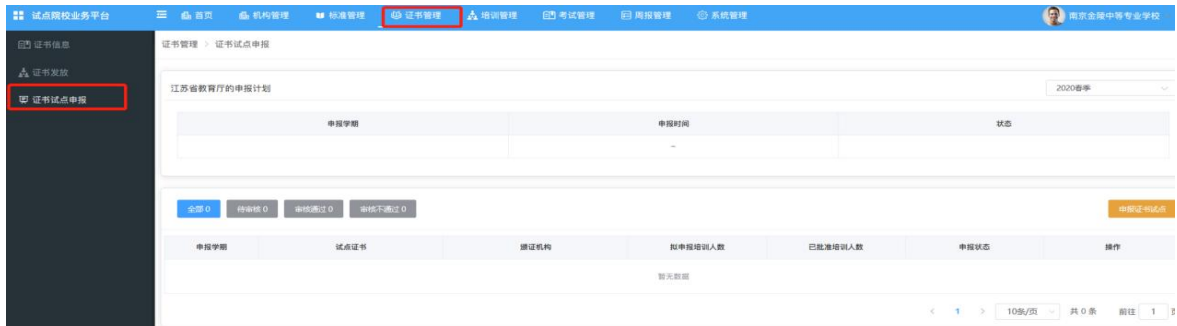 试点院校业务平台 首页 机构管理 标准管理 证书管理 培训管理 考试管理 周报管理 系统管理 南京金陵中等专业学校
证书信息
证书发放
证书试点申报
证书管理 > 证书试点申报
江苏省教育厅的申报计划 2020春季
申报学期 申报时间 状态
–
全部 0 待审核 0 审核通过 0 审核不通过 0 申报证书试点
申报学期 试点证书 颁证机构 拟申报培训人数 已批准培训人数 申报状态 操作
暂无数据
< 1 > 10条/页 共 0 条 前往 1